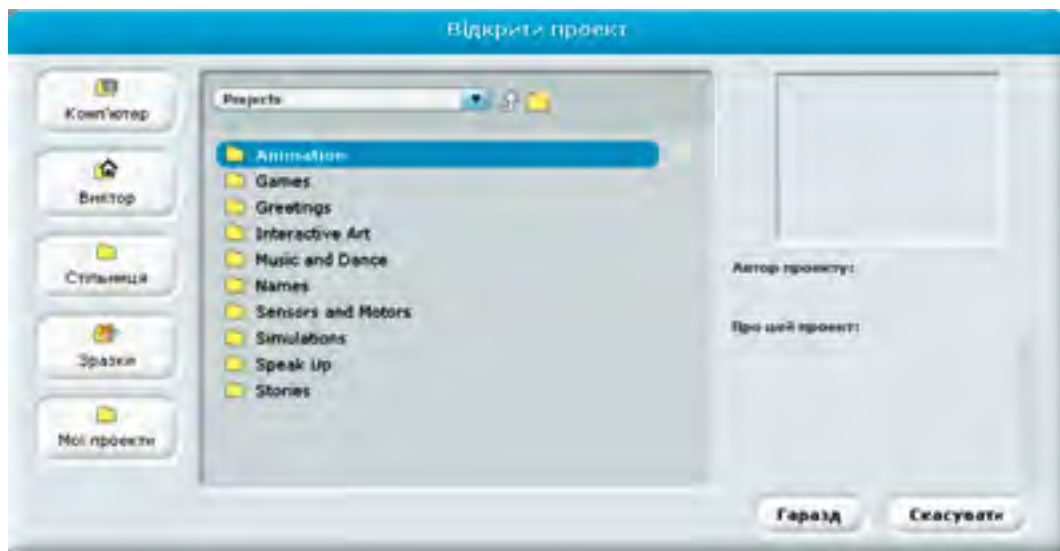 Відкрити проект
Комп'ютер
Виктор
Стільниця
Зразки
Мої проекти
Projects
Animation
Games
Greetings
Interactive Art
Music and Dance
Names
Sensors and Motors
Simulations
Speak Up
Stories
Автор проекту:
Про цей проект:
Гаразд
Скасувати